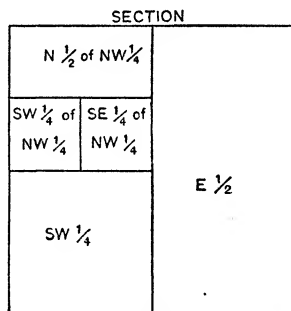 SECTION
N ½ of NW¼
SW ¼ of
NW ¼
SE ¼ of
NW ¼
E ½
SW ¼